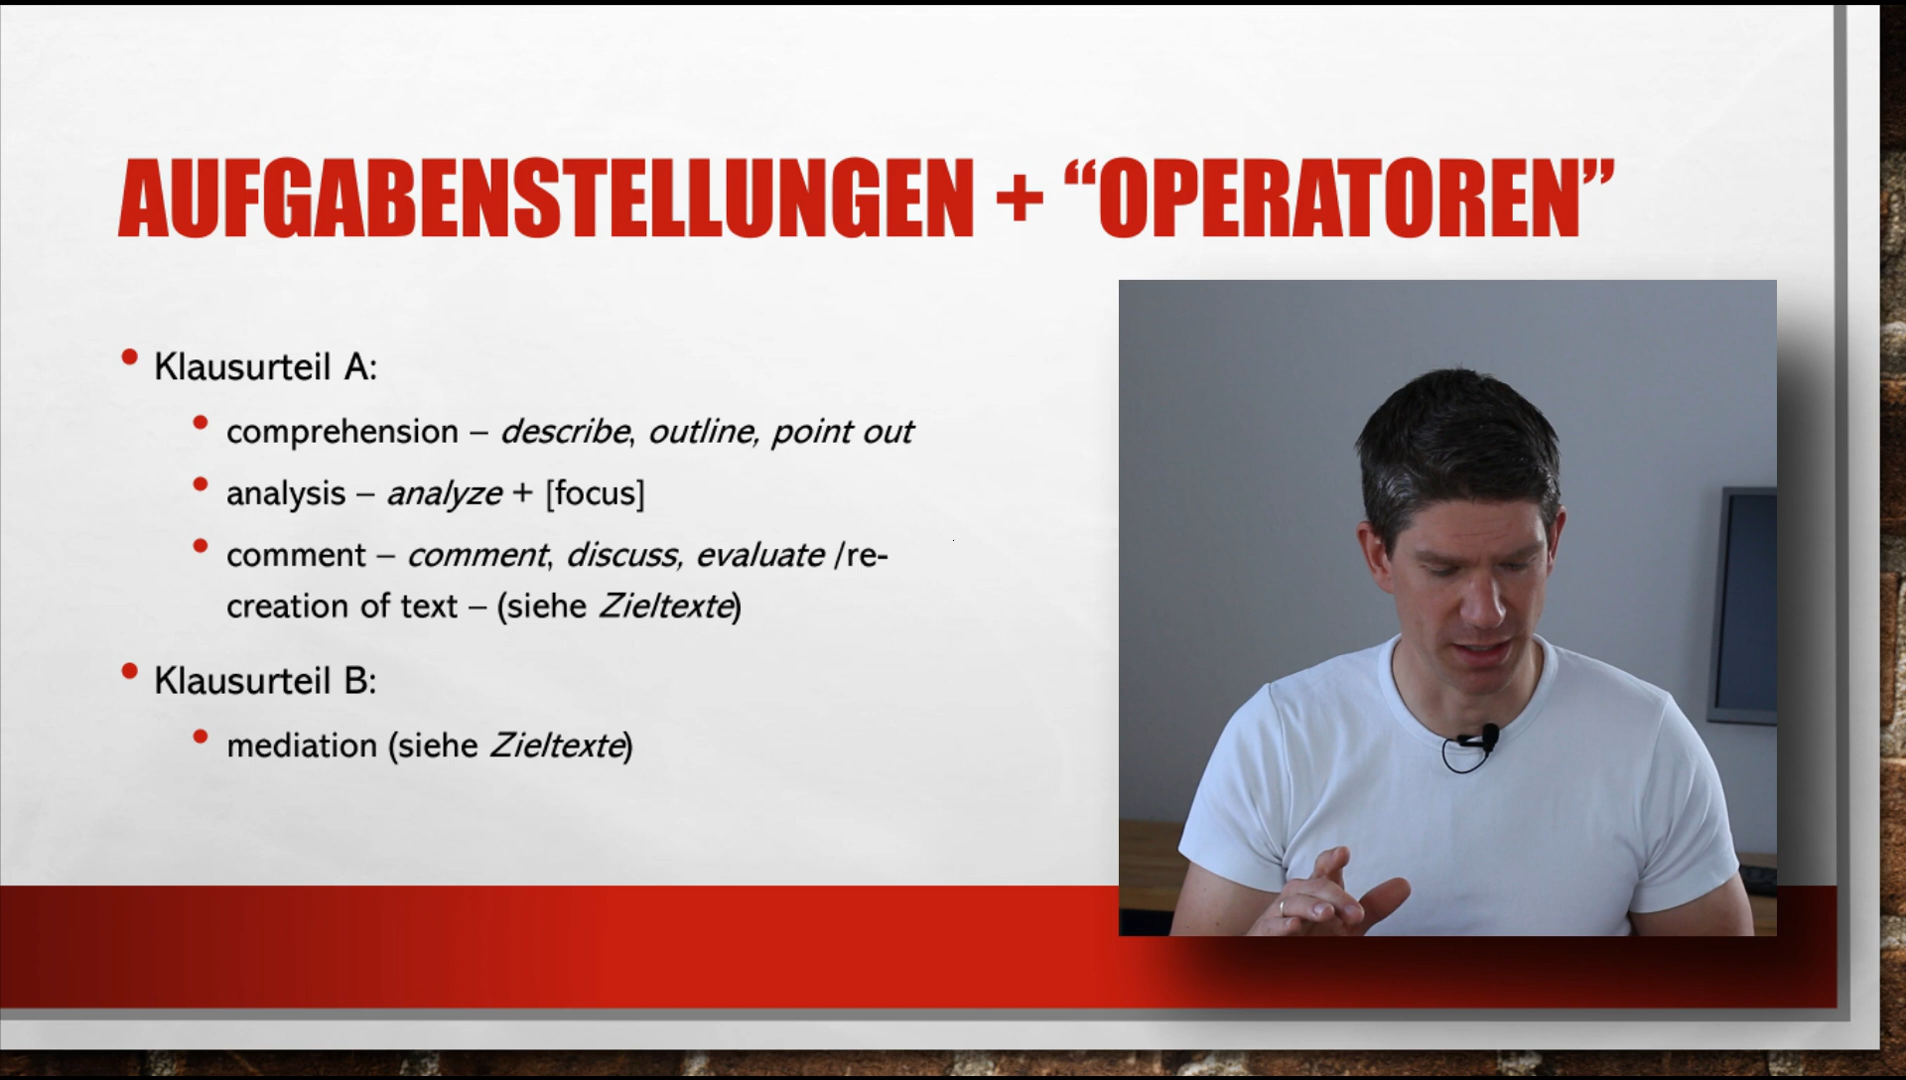 AUFGABENSTELLUNGEN + “OPERATOREN”
• Klausurteil A:
• comprehension – describe, outline, point out
• analysis – analyze + [focus]
• comment – comment, discuss, evaluate /re-
creation of text – (siehe Zieltexte)
• Klausurteil B:
• mediation (siehe Zieltexte)